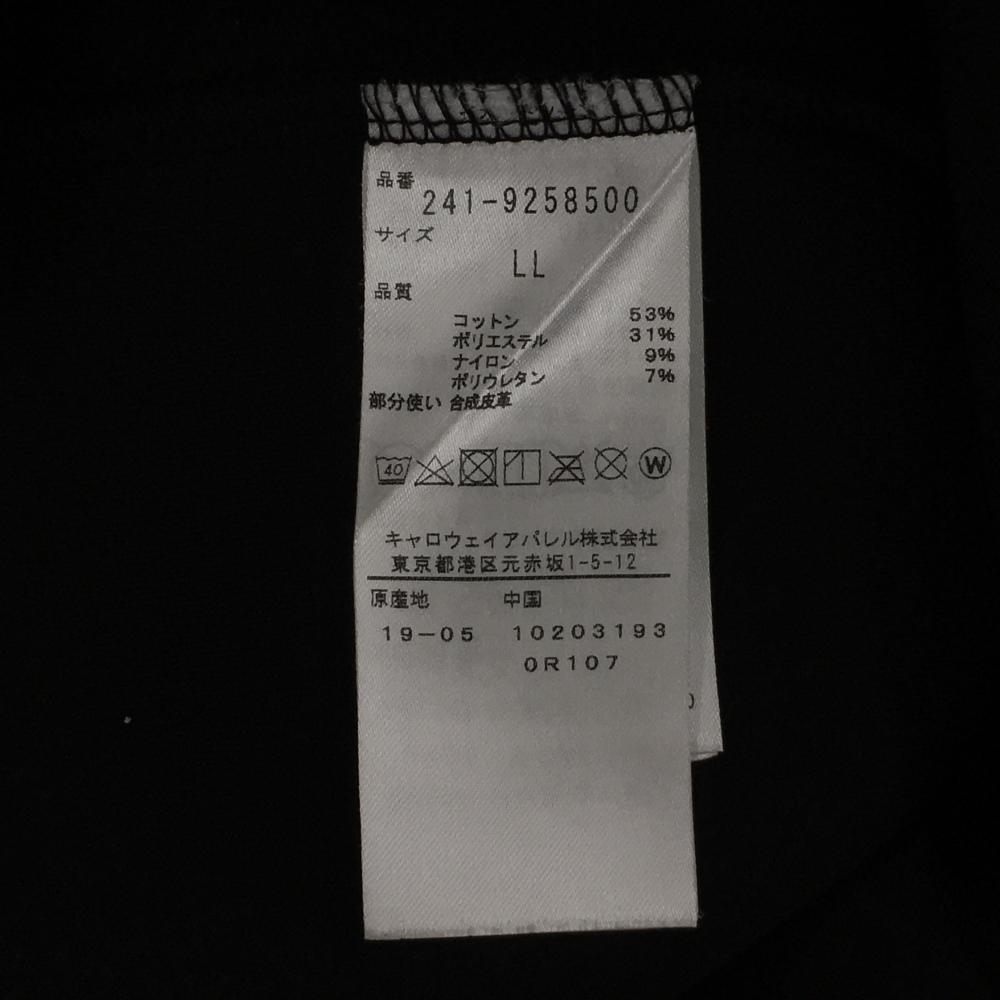 品番
241-9258500
サイズ
LL
品質
コットン 53%
ポリエステル 31%
ナイロン 9%
ポリウレタン 7%
部分使い 合成皮革
40 W
キャロウェイアパレル株式会社
東京都港区元赤坂1-5-12
原産地 中国
19-05 10203193
0R107